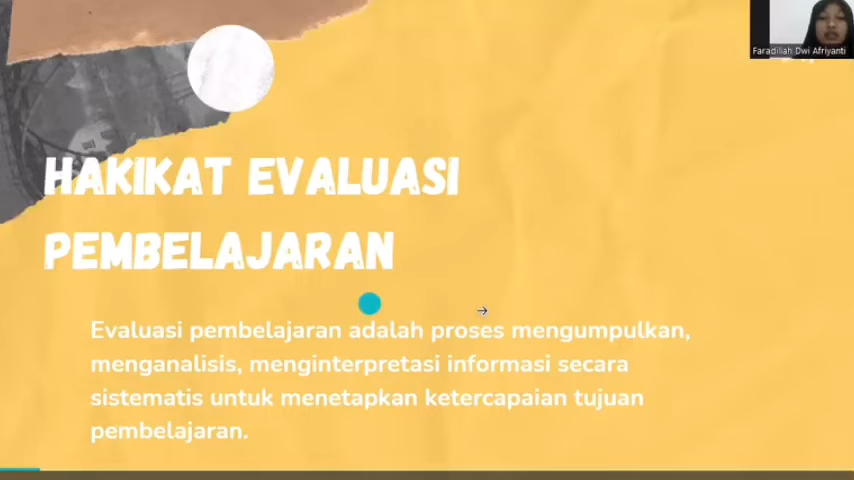 Faradillah Dwi Afriyanti
HAKIKAT EVALUASI
PEMBELAJARAN
Evaluasi pembelajaran adalah proses mengumpulkan,
menganalisis, menginterpretasi informasi secara
sistematis untuk menetapkan ketercapaian tujuan
pembelajaran.